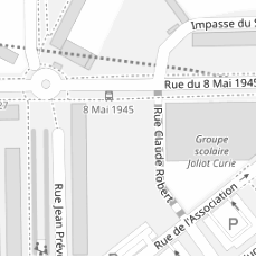 Impasse du S
Rue du 8 Mai 1945
27
8 Mai 1945
Rue Claude Robert
Groupe
scolaire
Joliot Curie
Rue Jean Prév
Rue de l'Association
P